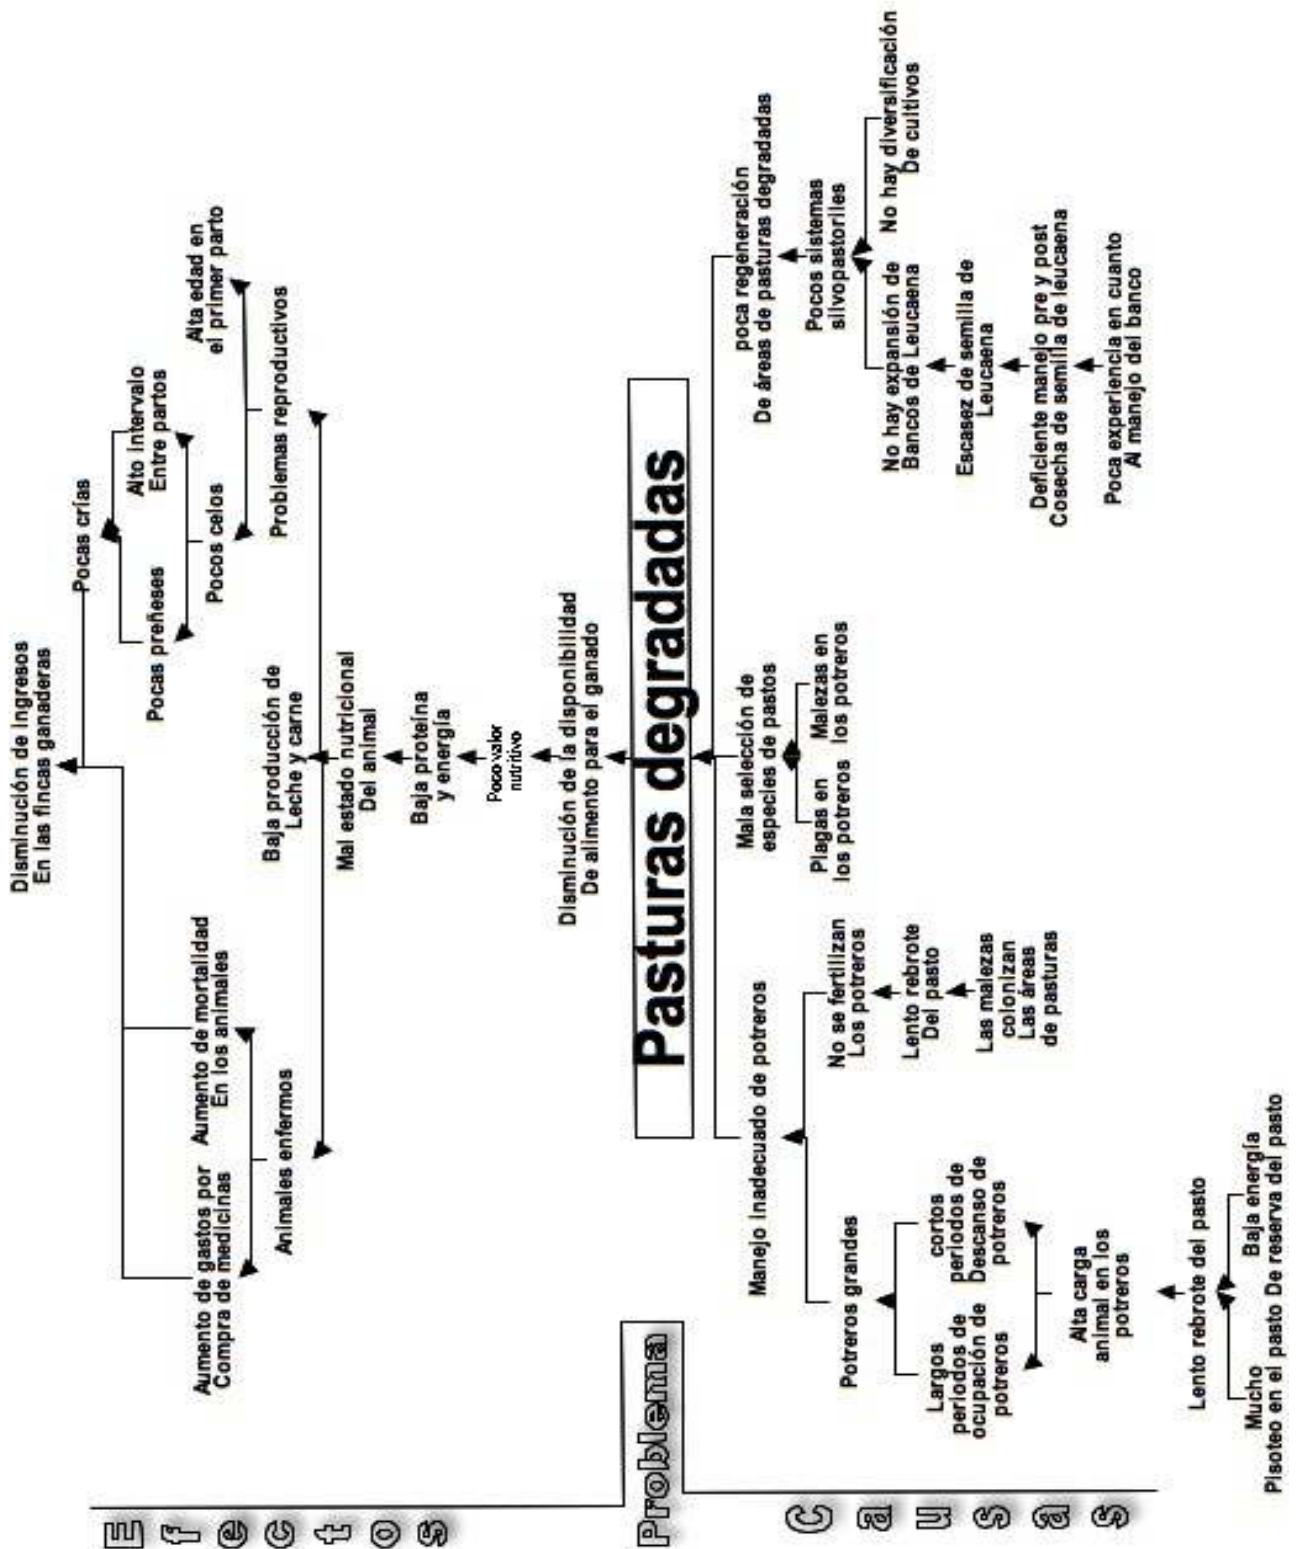 Efectos
Disminución de ingresos
En las fincas ganaderas
Pocas crías
Alto intervalo
Entre partos
Pocas preñeses
Pocos celos
Alta edad en
el primer parto
Problemas reproductivos
Aumento de gastos por
Compra de medicinas
Aumento de mortalidad
En los animales
Animales enfermos
Baja producción de
Leche y carne
Mal estado nutricional
Del animal
Baja proteína
y energía
Poco valor
nutritivo
Disminución de la disponibilidad
De alimento para el ganado
Problema
Pasturas degradadas
Causas
Manejo inadecuado de potreros
Potreros grandes
Largos
periodos de
ocupación de
potreros
cortos
periodos de
Descanso de
potreros
Alta carga
animal en los
potreros
Lento rebrote del pasto
Mucho
Pisoteo en el pasto
Baja energía
De reserva del pasto
No se fertilizan
Los potreros
Lento rebrote
Del pasto
Las malezas
colonizan
Las áreas
de pasturas
Mala selección de
especies de pastos
Plagas en
los potreros
Malezas en
los potreros
poca regeneración
De áreas de pasturas degradadas
Pocos sistemas
silvopastoriles
No hay expansión de
Bancos de Leucaena
Escasez de semilla de
Leucaena
Deficiente manejo pre y post
Cosecha de semilla de leucaena
Poca experiencia en cuanto
Al manejo del banco
No hay diversificación
De cultivos